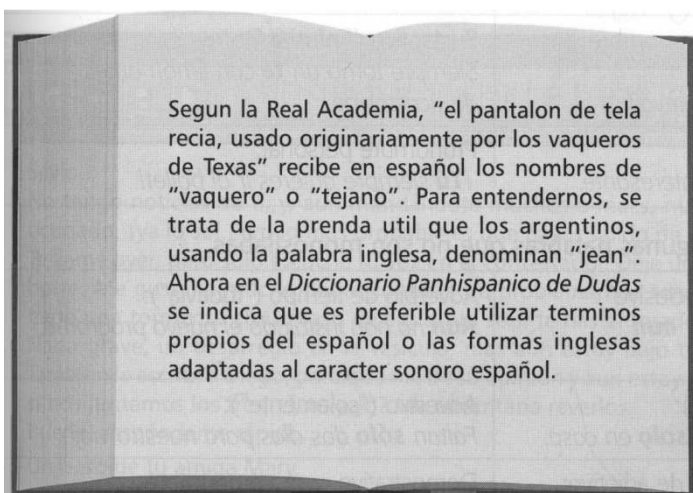 Segun la Real Academia, “el pantalon de tela
recia, usado originariamente por los vaqueros
de Texas” recibe en español los nombres de
“vaquero” o “tejano”. Para entendernos, se
trata de la prenda util que los argentinos,
usando la palabra inglesa, denominan “jean”.
Ahora en el Diccionario Panhispanico de Dudas
se indica que es preferible utilizar terminos
propios del español o las formas inglesas
adaptadas al caracter sonoro español.